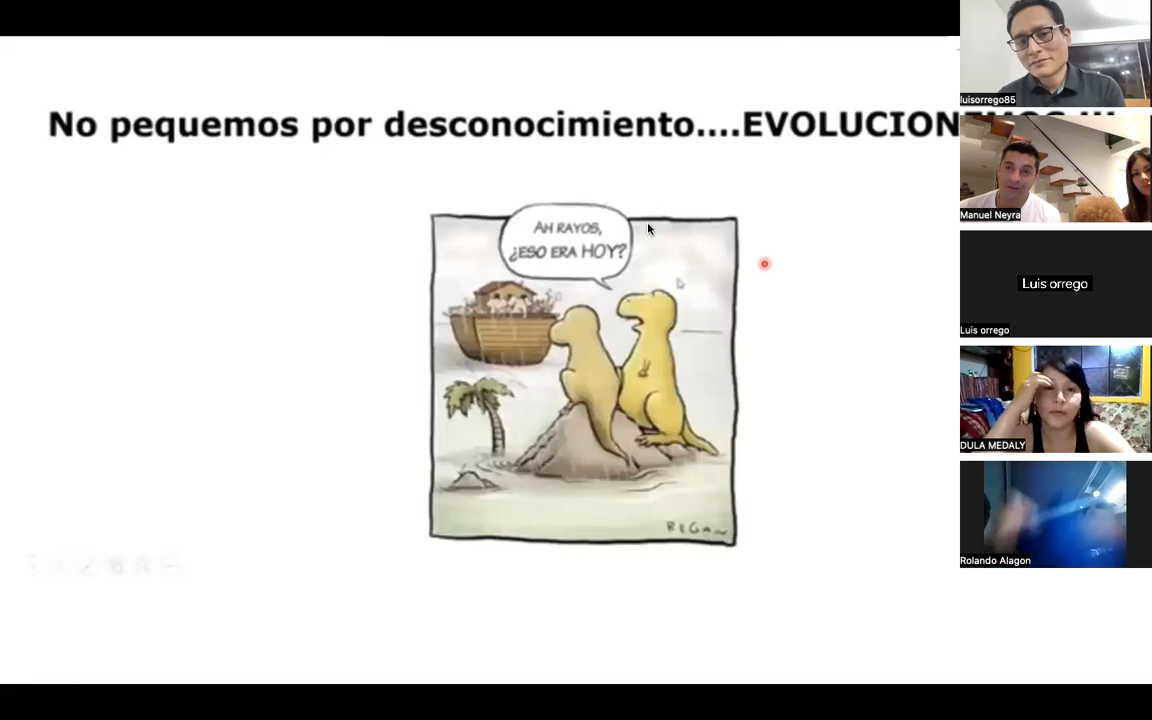 No pequemos por desconocimiento....EVOLUCION
AH RAYOS,
¿ESO ERA HOY?
REGAN
luisorrego85
Manuel Neyra
Luis orrego
Luis orrego
DULA MEDALY
Rolando Alagon